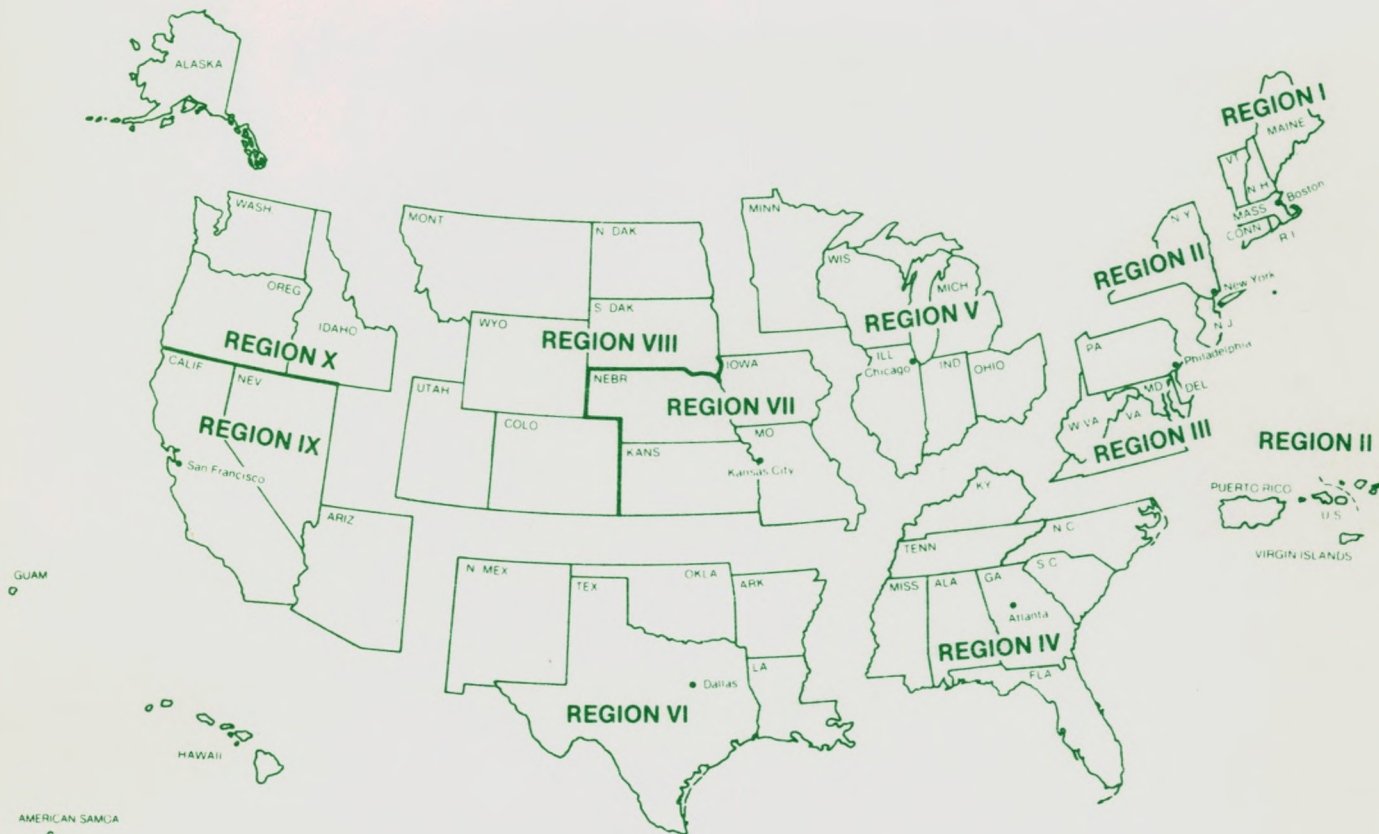 ALASKA
REGION I
MAINE
VT
N.H.
Boston
MASS
CONN
R.I.
WASH
OREG
IDAHO
REGION X
MONT
N DAK
S DAK
WYO
REGION VIII
UTAH
COLO
MINN
WIS
MICH
REGION V
ILL
Chicago
IND
OHIO
N.Y.
REGION II
New York
N.J.
PA
Philadelphia
MD
DEL
W VA
VA
REGION III
CALIF
NEV
REGION IX
San Francisco
ARIZ
NEBR
IOWA
REGION VII
KANS
MO
Kansas City
KY
TENN
N C
S C
MISS
ALA
GA
Atlanta
REGION IV
FLA
REGION II
PUERTO RICO
U.S.
VIRGIN ISLANDS
GUAM
N MEX
TEX
OKLA
ARK
LA
Dallas
REGION VI
HAWAII
AMERICAN SAMOA